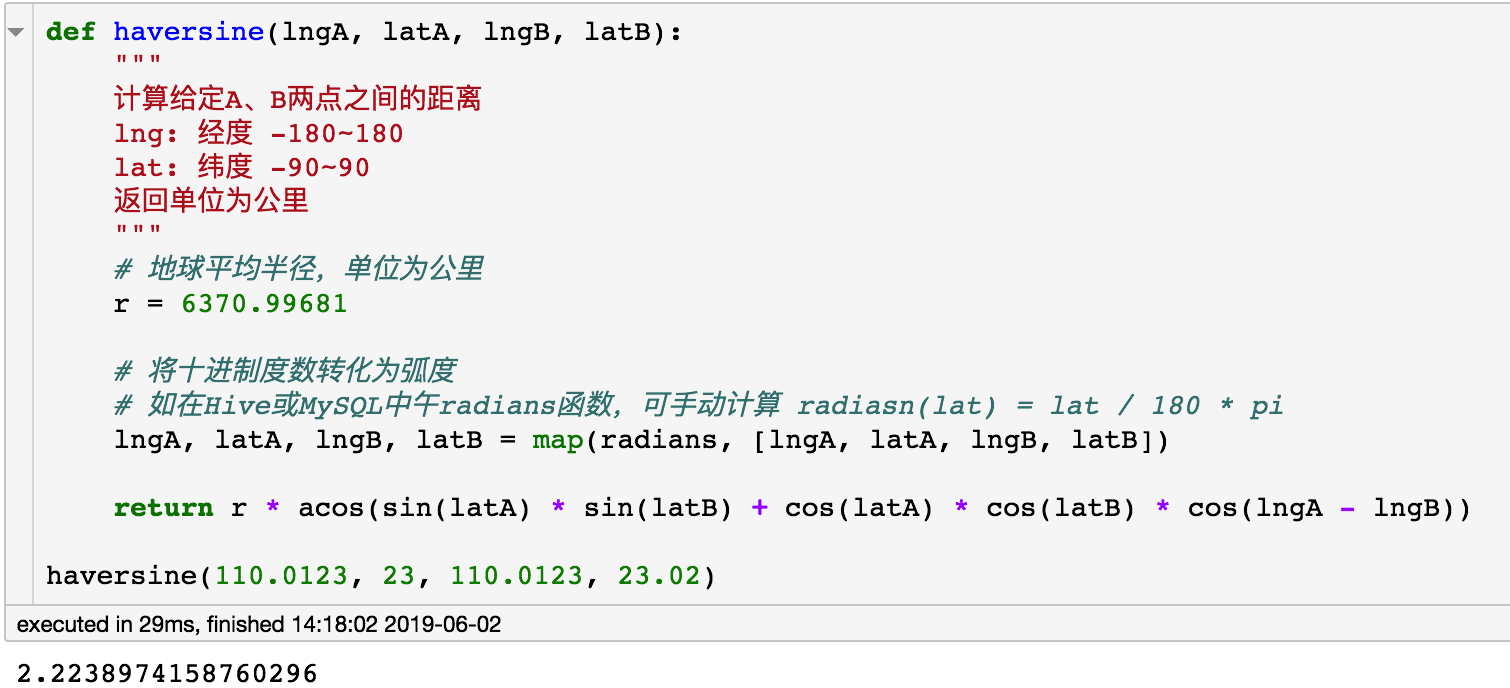 def haversine(lngA, latA, lngB, latB):
"""
计算给定A、B两点之间的距离
lng: 经度 -180~180
lat: 纬度 -90~90
返回单位为公里
"""
# 地球平均半径，单位为公里
r = 6370.99681
# 将十进制度数转化为弧度
# 如在Hive或MySQL中午radians函数，可手动计算 radiasn(lat) = lat / 180 * pi
lngA, latA, lngB, latB = map(radians, [lngA, latA, lngB, latB])
return r * acos(sin(latA) * sin(latB) + cos(latA) * cos(latB) * cos(lngA - lngB))
haversine(110.0123, 23, 110.0123, 23.02)
executed in 29ms, finished 14:18:02 2019-06-02
2.2238974158760296